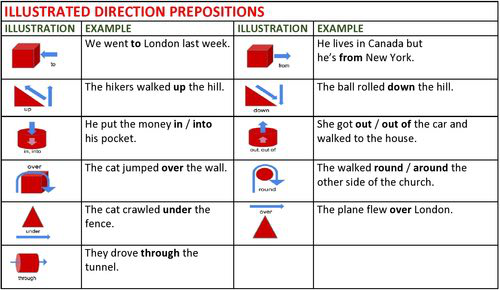 ILLUSTRATED DIRECTION PREPOSITIONS
ILLUSTRATION EXAMPLE ILLUSTRATION EXAMPLE
to
We went to London last week.
from
He lives in Canada but
he's from New York.
up
The hikers walked up the hill.
down
The ball rolled down the hill.
in, into
He put the money in / into
his pocket.
out, out of
She got out / out of the car and
walked to the house.
over
The cat jumped over the wall.
round
The walked round / around the
other side of the church.
under
The cat crawled under the
fence.
over
The plane flew over London.
through
They drove through the
tunnel.